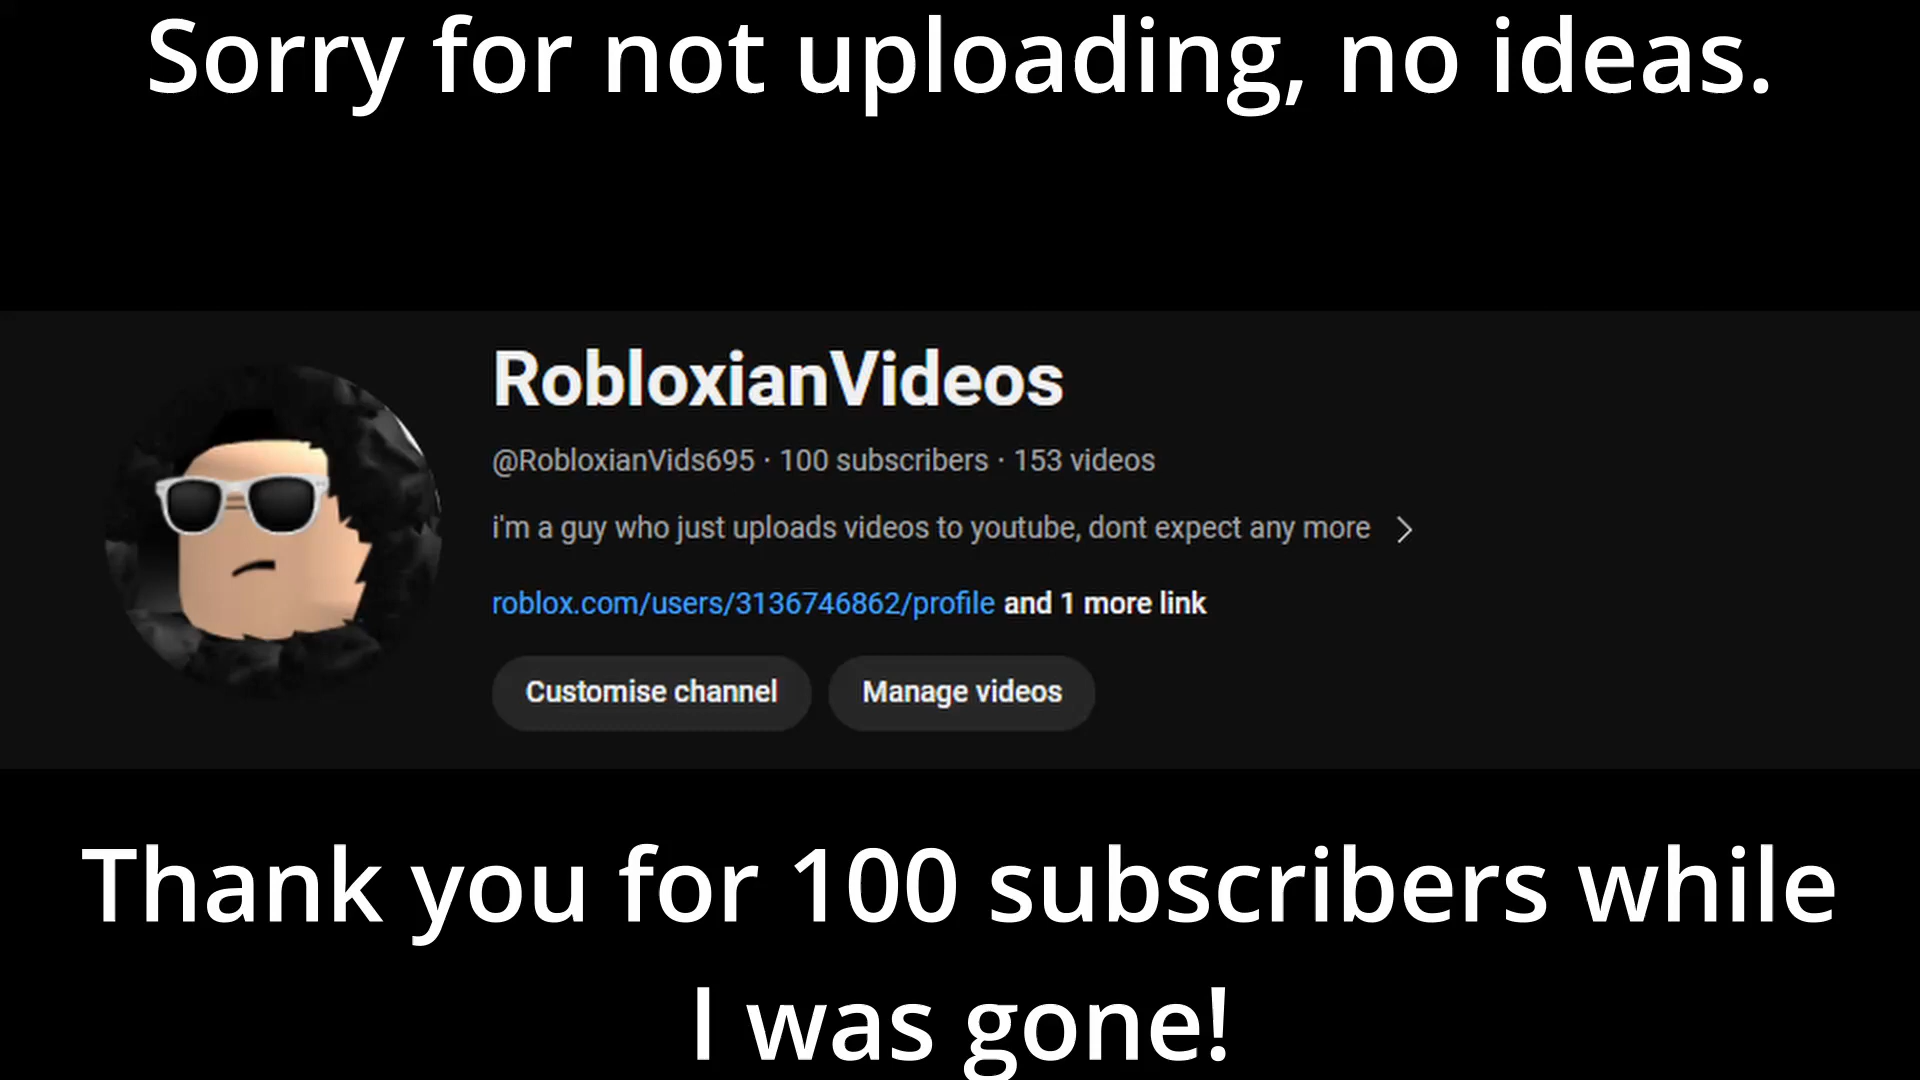 Sorry for not uploading, no ideas.
RobloxianVideos
@RobloxianVids695 · 100 subscribers · 153 videos
i'm a guy who just uploads videos to youtube, dont expect any more
roblox.com/users/3136746862/profile and 1 more link
Customise channel Manage videos
Thank you for 100 subscribers while
I was gone!